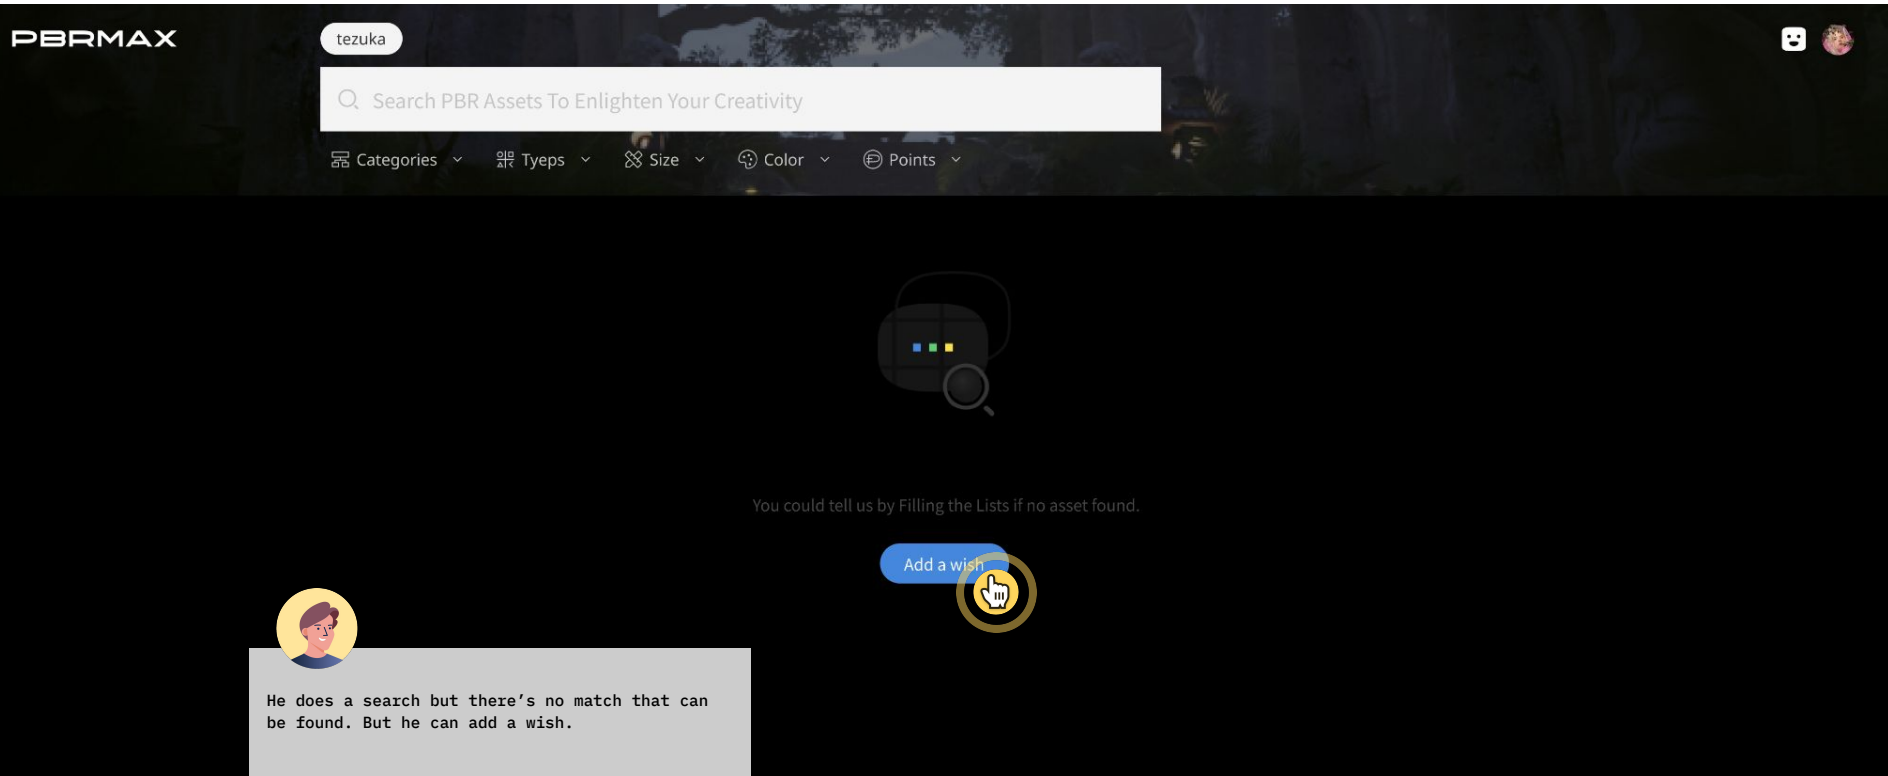 PBRMAX
tezuka
Search PBR Assets To Enlighten Your Creativity
Categories Tyeps Size Color Points
You could tell us by Filling the Lists if no asset found.
Add a wish
He does a search but there’s no match that can
be found. But he can add a wish.